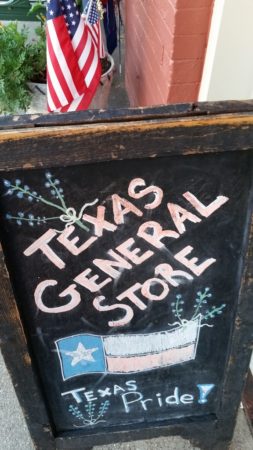 TEXAS
GENERAL
STORE
TEXAS Pride!